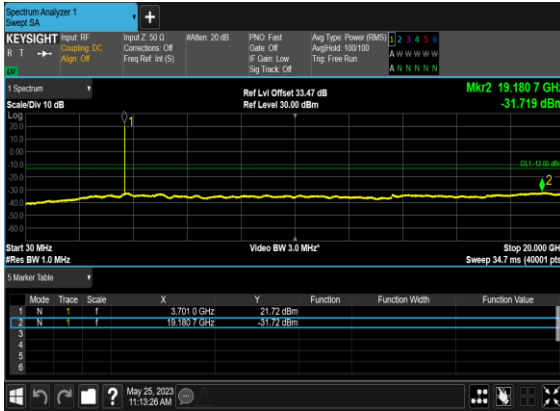 Spectrum Analyzer 1
Swept SA
+
KEYSIGHT Input: RF Input Z: 50 Ω #Atten: 20 dB PNO: Fast Avg Type: Power (RMS) 1 2 3 4 5 6
R T Coupling: DC Corrections: Off Gate: Off Avg|Hold: 100/100 A W W W W W
Align: Off Freq Ref: Int (S) IF Gain: Low Trig: Free Run
LV Sig Track: Off A N N N N N
1 Spectrum Ref Lvl Offset 33.47 dB Mkr2 19.180 7 GHz
Scale/Div 10 dB Ref Level 30.00 dBm -31.719 dBm
Log
1
20.0
10.0
0.00
-10.0 DL1 -13.00 dBm
-20.0 2
-30.0
-40.0
-50.0
-60.0
Start 30 MHz Video BW 3.0 MHz* Stop 20.000 GHz
#Res BW 1.0 MHz Sweep 34.7 ms (40001 pts)
5 Marker Table
Mode Trace Scale X Y Function Function Width Function Value
1 N 1 f 3.701 0 GHz 21.72 dBm
2 N 1 f 19.180 7 GHz -31.72 dBm
3
4
5
6
? May 25, 2023
11:13:26 AM